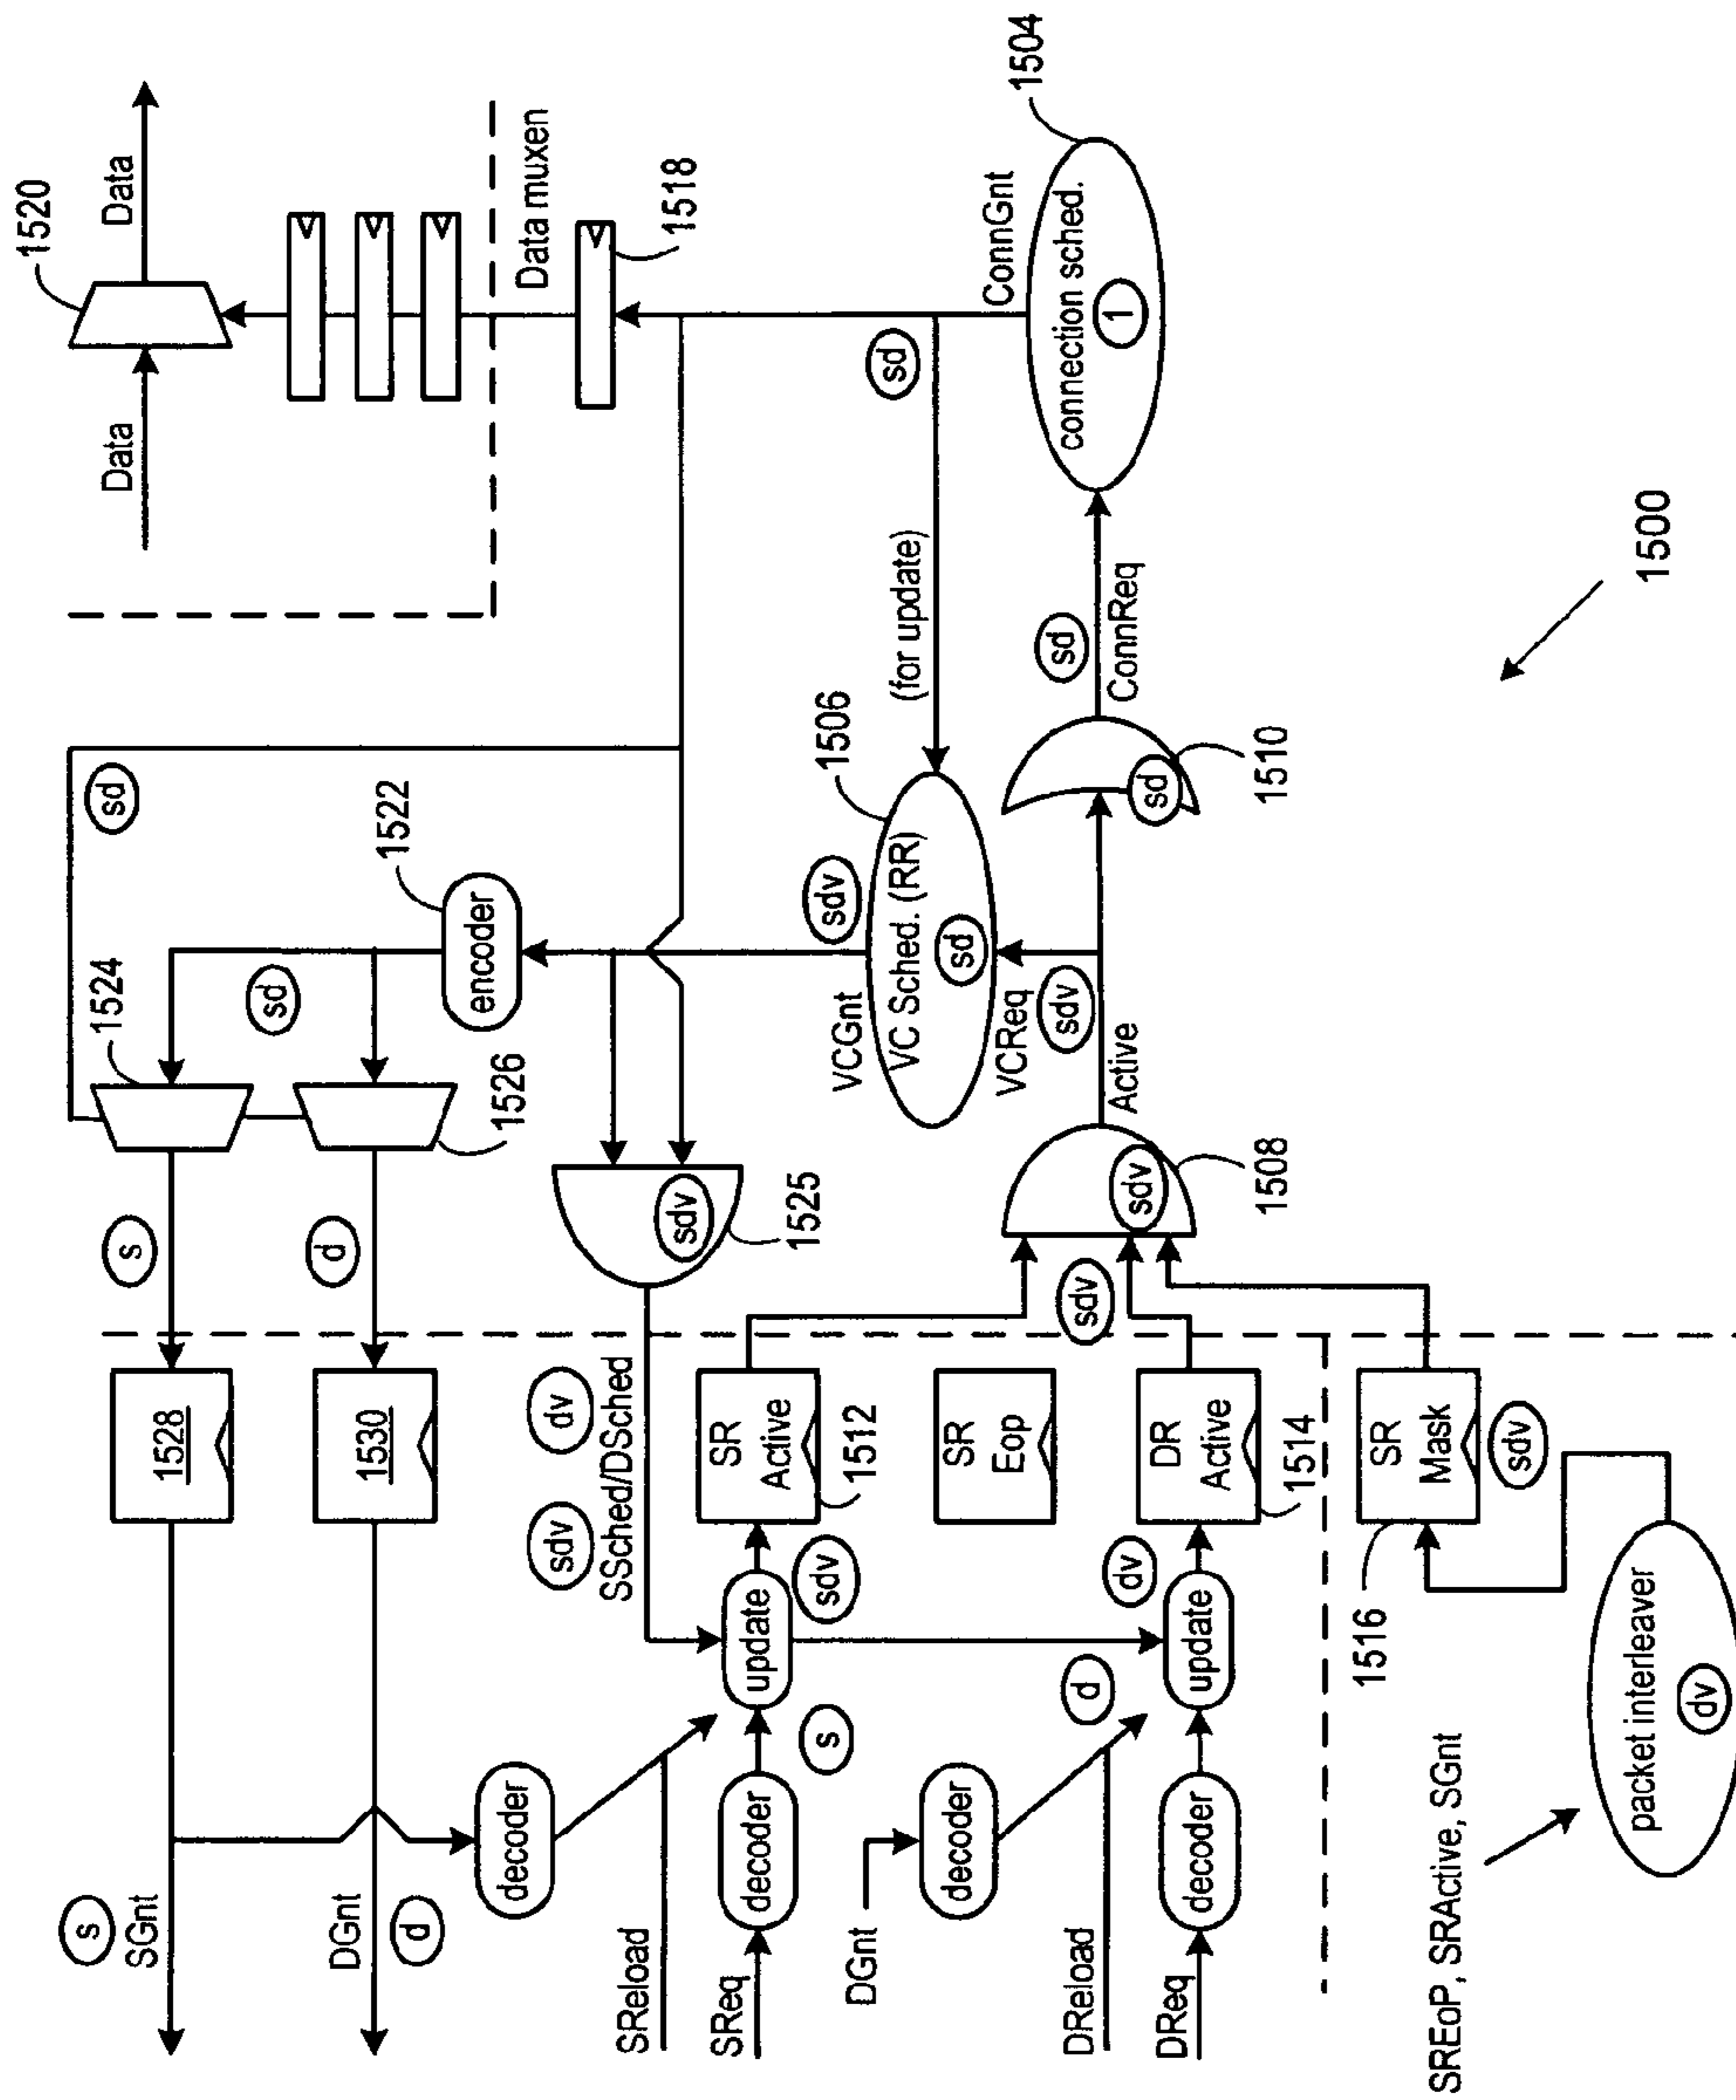 1520
Data
Data
Data muxen
1518
ConnGnt
sd
1504
connection sched.
1
(for update)
ConnReq
sd
1506
VC Sched. (RR)
sd
1510
sd
1500
sd
1522
encoder
sdv
VCGnt
VCReq
sdv
Active
1524
sd
1526
sdv
1525
sdv
1508
s
d
sdv
1528
1530
sdv
dv
SSched/DSched
SR
Active
1512
SR
Eop
DR
Active
1514
SR
Mask
sdv
1516
update
sdv
update
dv
s
SGnt
DGnt
d
decoder
SReload
SReq
decoder
s
DGnt
decoder
d
DReload
DReq
decoder
packet interleaver
dv
SREoP, SRActive, SGnt